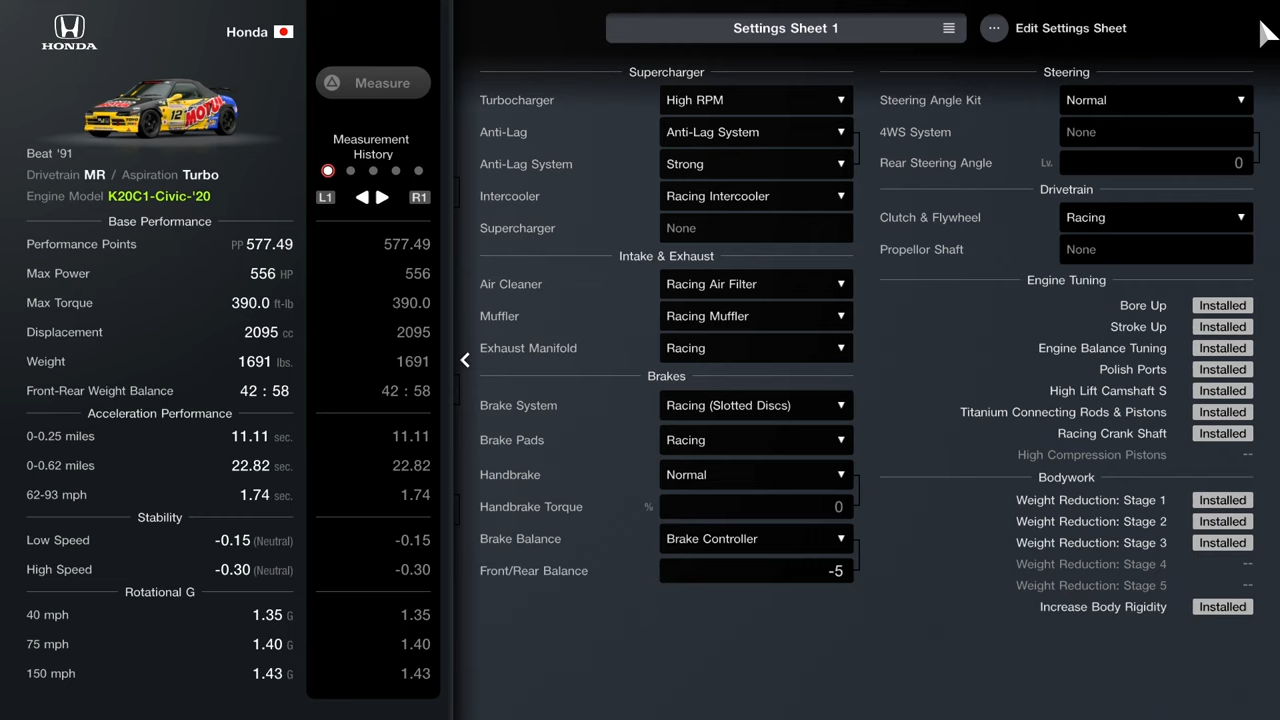 HONDA
Honda
MOTUL
12
Beat '91
Drivetrain MR / Aspiration Turbo
Engine Model K20C1-Civic-'20
Base Performance
Performance Points PP 577.49
Max Power 556 HP
Max Torque 390.0 ft-lb
Displacement 2095 cc
Weight 1691 lbs.
Front-Rear Weight Balance 42 : 58
Acceleration Performance
0-0.25 miles 11.11 sec.
0-0.62 miles 22.82 sec.
62-93 mph 1.74 sec.
Stability
Low Speed -0.15 (Neutral)
High Speed -0.30 (Neutral)
Rotational G
40 mph 1.35 G
75 mph 1.40 G
150 mph 1.43 G
Measure
Measurement
History
L1 R1
577.49
556
390.0
2095
1691
42 : 58
11.11
22.82
1.74
-0.15
-0.30
1.35
1.40
1.43
Settings Sheet 1
Edit Settings Sheet
Supercharger
Turbocharger High RPM
Anti-Lag Anti-Lag System
Anti-Lag System Strong
Intercooler Racing Intercooler
Supercharger None
Intake & Exhaust
Air Cleaner Racing Air Filter
Muffler Racing Muffler
Exhaust Manifold Racing
Brakes
Brake System Racing (Slotted Discs)
Brake Pads Racing
Handbrake Normal
Handbrake Torque % 0
Brake Balance Brake Controller
Front/Rear Balance -5
Steering
Steering Angle Kit Normal
4WS System None
Rear Steering Angle Lv. 0
Drivetrain
Clutch & Flywheel Racing
Propellor Shaft None
Engine Tuning
Bore Up Installed
Stroke Up Installed
Engine Balance Tuning Installed
Polish Ports Installed
High Lift Camshaft S Installed
Titanium Connecting Rods & Pistons Installed
Racing Crank Shaft Installed
High Compression Pistons --
Bodywork
Weight Reduction: Stage 1 Installed
Weight Reduction: Stage 2 Installed
Weight Reduction: Stage 3 Installed
Weight Reduction: Stage 4 --
Weight Reduction: Stage 5 --
Increase Body Rigidity Installed